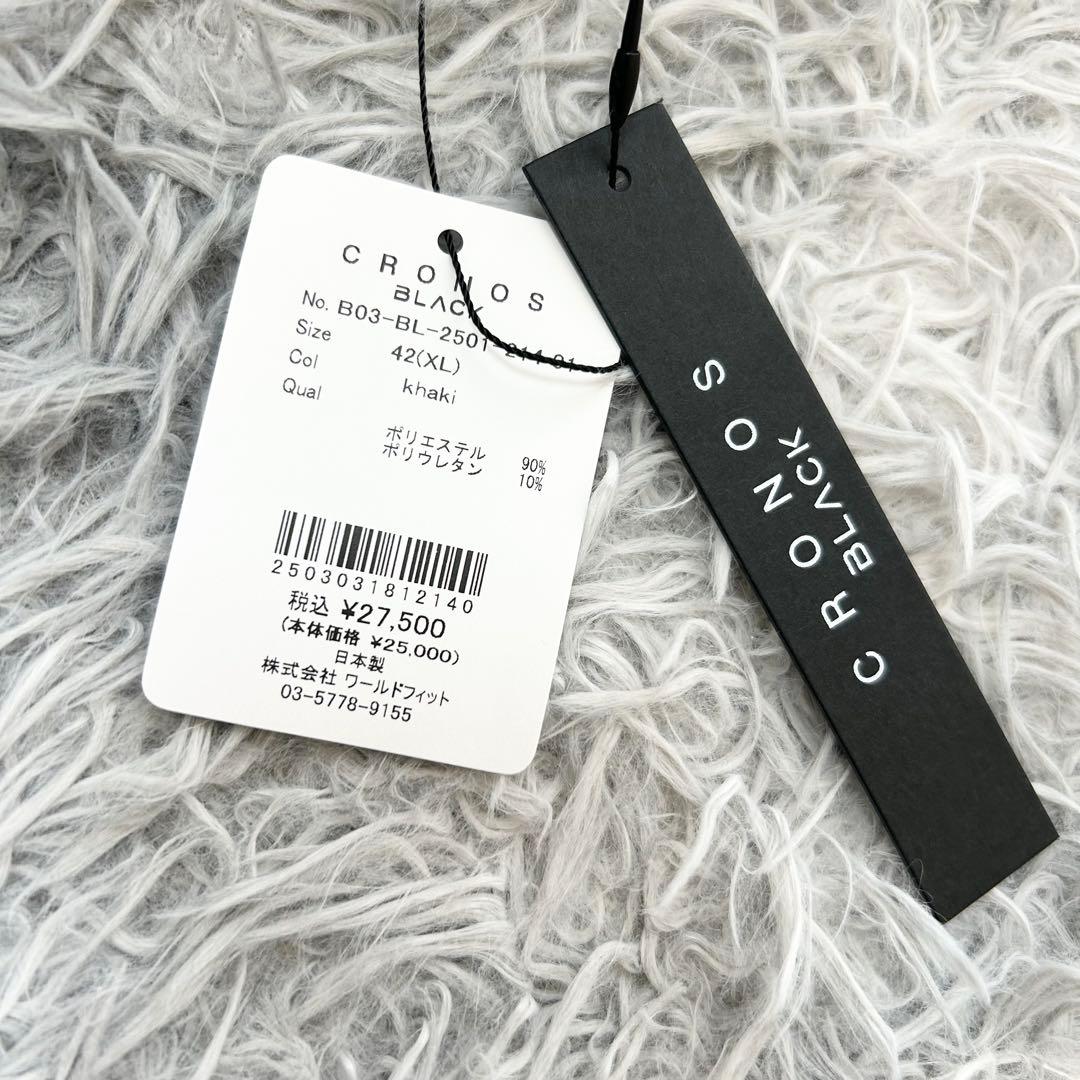 CRONOS
BLACK
No. B03-BL-2501-
Size 42(XL)
Col khaki
Qual
ポリエステル 90%
ポリウレタン 10%
2503031812140
税込 ¥27,500
(本体価格 ¥25,000)
日本製
株式会社 ワールドフィット
03-5778-9155
CRONOS
BLACK